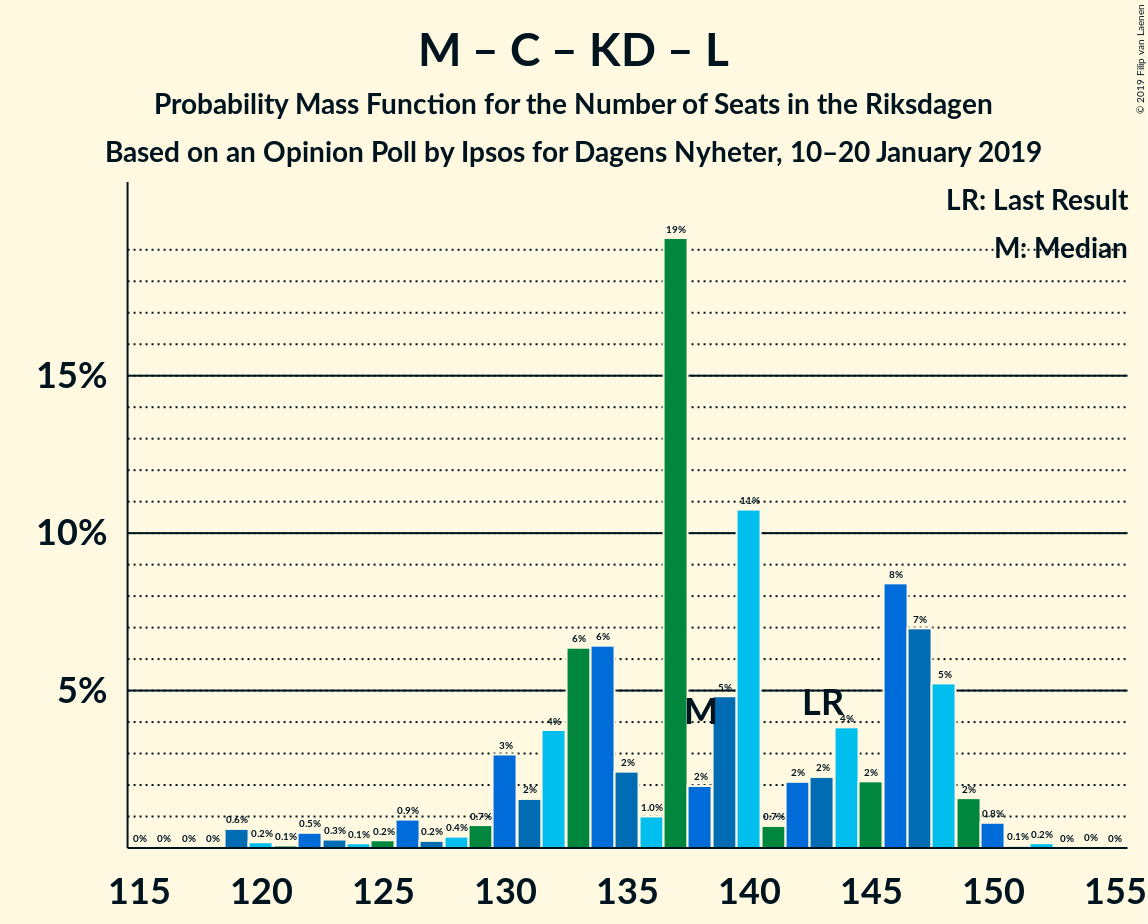 M – C – KD – L
Probability Mass Function for the Number of Seats in the Riksdagen
Based on an Opinion Poll by Ipsos for Dagens Nyheter, 10–20 January 2019
© 2019 Filip van Laenen
LR: Last Result
M: Median
15%
10%
5%
0% 0% 0% 0% 0.6% 0.2% 0.1% 0.5% 0.3% 0.1% 0.2% 0.9% 0.2% 0.4% 0.7% 3% 2% 4% 6% 6% 2% 1.0% 19% 2% 5% 11% 0.7% 2% 2% 4% 2% 8% 7% 5% 2% 0.8% 0.1% 0.2% 0% 0% 0%
M LR
115 120 125 130 135 140 145 150 155